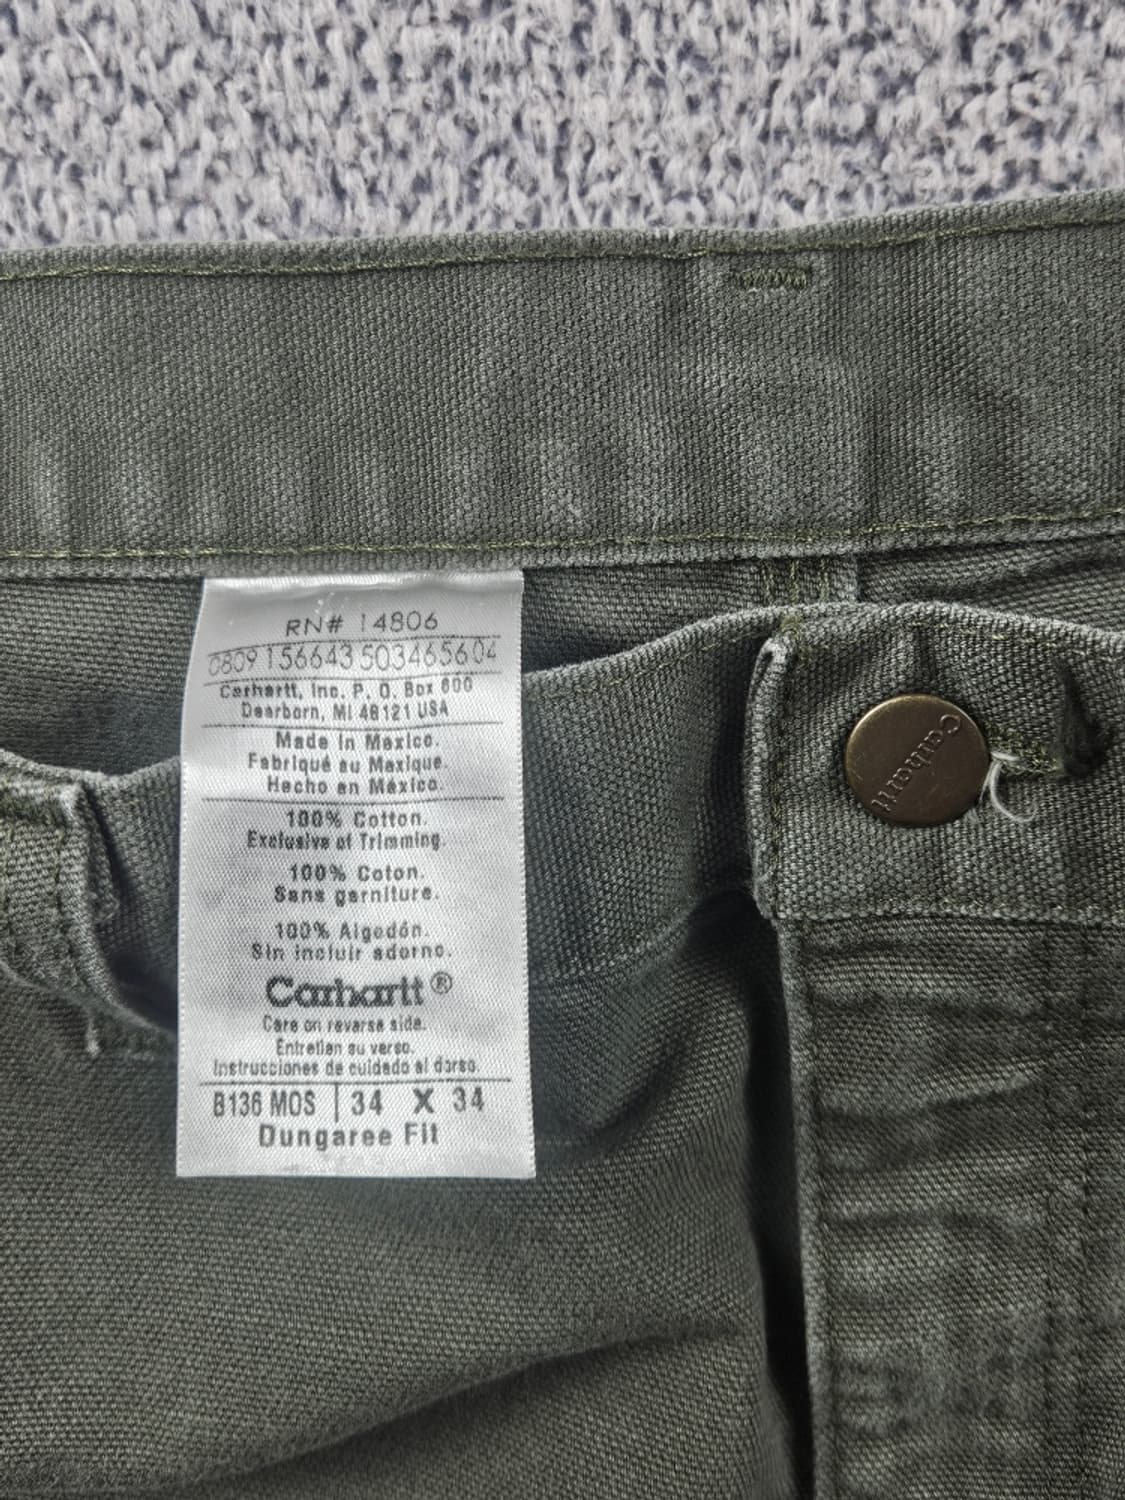 RN# 14806
0809 156643 503465604
Carhartt, Inc. P. O. Box 600
Dearborn, MI 48121 USA
Made in Mexico.
Fabriqué au Mexique.
Hecho en México.
100% Cotton.
Exclusive of Trimming.
100% Coton.
Sans garniture.
100% Algodón.
Sin incluir adorno.
Carhartt®
Care on reverse side.
Entretien au verso.
Instrucciones de cuidado al dorso.
B136 MOS | 34 X 34
Dungaree Fit
Carhartt